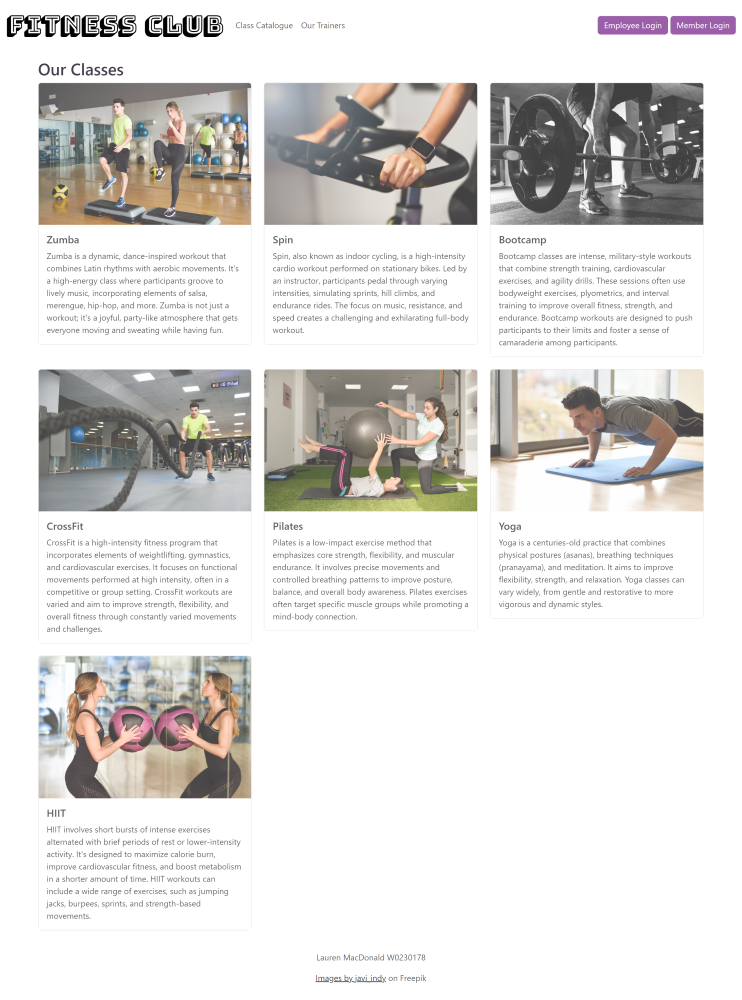 FITNESS CLUB Class Catalogue Our Trainers Employee Login Member Login
Our Classes
Zumba
Zumba is a dynamic, dance-inspired workout that
combines Latin rhythms with aerobic movements. It's
a high-energy class where participants groove to
lively music, incorporating elements of salsa,
merengue, hip-hop, and more. Zumba is not just a
workout; it's a joyful, party-like atmosphere that gets
everyone moving and sweating while having fun.
Spin
Spin, also known as indoor cycling, is a high-intensity
cardio workout performed on stationary bikes. Led by
an instructor, participants pedal through varying
intensities, simulating sprints, hill climbs, and
endurance rides. The focus on music, resistance, and
speed creates a challenging and exhilarating full-body
workout.
Bootcamp
Bootcamp classes are intense, military-style workouts
that combine strength training, cardiovascular
exercises, and agility drills. These sessions often use
bodyweight exercises, plyometrics, and interval
training to improve overall fitness, strength, and
endurance. Bootcamp workouts are designed to push
participants to their limits and foster a sense of
camaraderie among participants.
CrossFit
CrossFit is a high-intensity fitness program that
incorporates elements of weightlifting, gymnastics,
and cardiovascular exercises. It focuses on functional
movements performed at high intensity, often in a
competitive or group setting. CrossFit workouts are
varied and aim to improve strength, flexibility, and
overall fitness through constantly varied movements
and challenges.
Pilates
Pilates is a low-impact exercise method that
emphasizes core strength, flexibility, and muscular
endurance. It involves precise movements and
controlled breathing patterns to improve posture,
balance, and overall body awareness. Pilates exercises
often target specific muscle groups while promoting a
mind-body connection.
Yoga
Yoga is a centuries-old practice that combines
physical postures (asanas), breathing techniques
(pranayama), and meditation. It aims to improve
flexibility, strength, and relaxation. Yoga classes can
vary widely, from gentle and restorative to more
vigorous and dynamic styles.
HIIT
HIIT involves short bursts of intense exercises
alternated with brief periods of rest or lower-intensity
activity. It's designed to maximize calorie burn,
improve cardiovascular fitness, and boost metabolism
in a shorter amount of time. HIIT workouts can
include a wide range of exercises, such as jumping
jacks, burpees, sprints, and strength-based
movements.
Lauren MacDonald W0230178
Images by javi_indy on Freepik